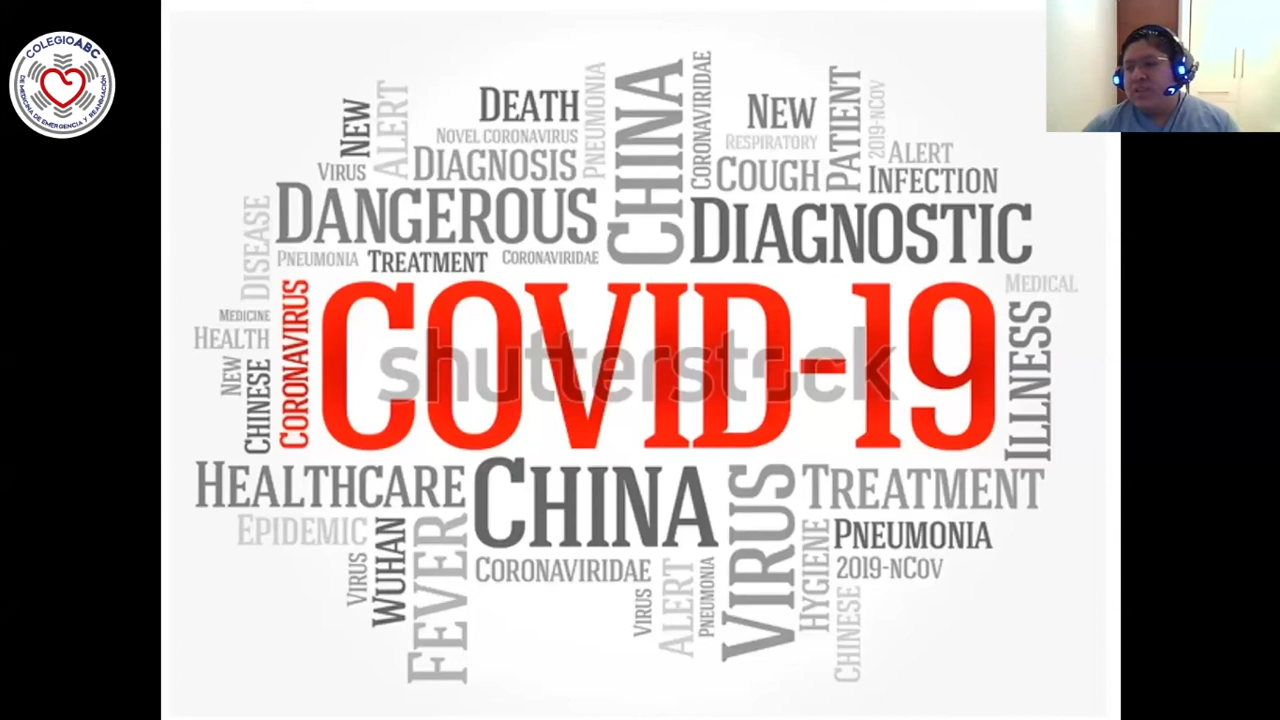 COLEGIO ABC
DE MEDICINA DE EMERGENCIA Y REANIMACIÓN
NEW
ALERT
DEATH
PNEUMONIA
CHINA
CORONAVIRIDAE
NEW
PATIENT
2019-NCOV
NOVEL CORONAVIRUS
RESPIRATORY
ALERT
VIRUS
DIAGNOSIS
COUGH
INFECTION
DISEASE
DANGEROUS
DIAGNOSTIC
PNEUMONIA
TREATMENT
CORONAVIRIDAE
MEDICAL
CORONAVIRUS
COVID-19
ILLNESS
MEDICINE
HEALTH
NEW
CHINESE
shutterstock
HEALTHCARE
CHINA
VIRUS
TREATMENT
EPIDEMIC
WUHAN
FEVER
HYGIENE
PNEUMONIA
VIRUS
CORONAVIRIDAE
ALERT
PNEUMONIA
2019-NCOV
VIRUS
CHINESE